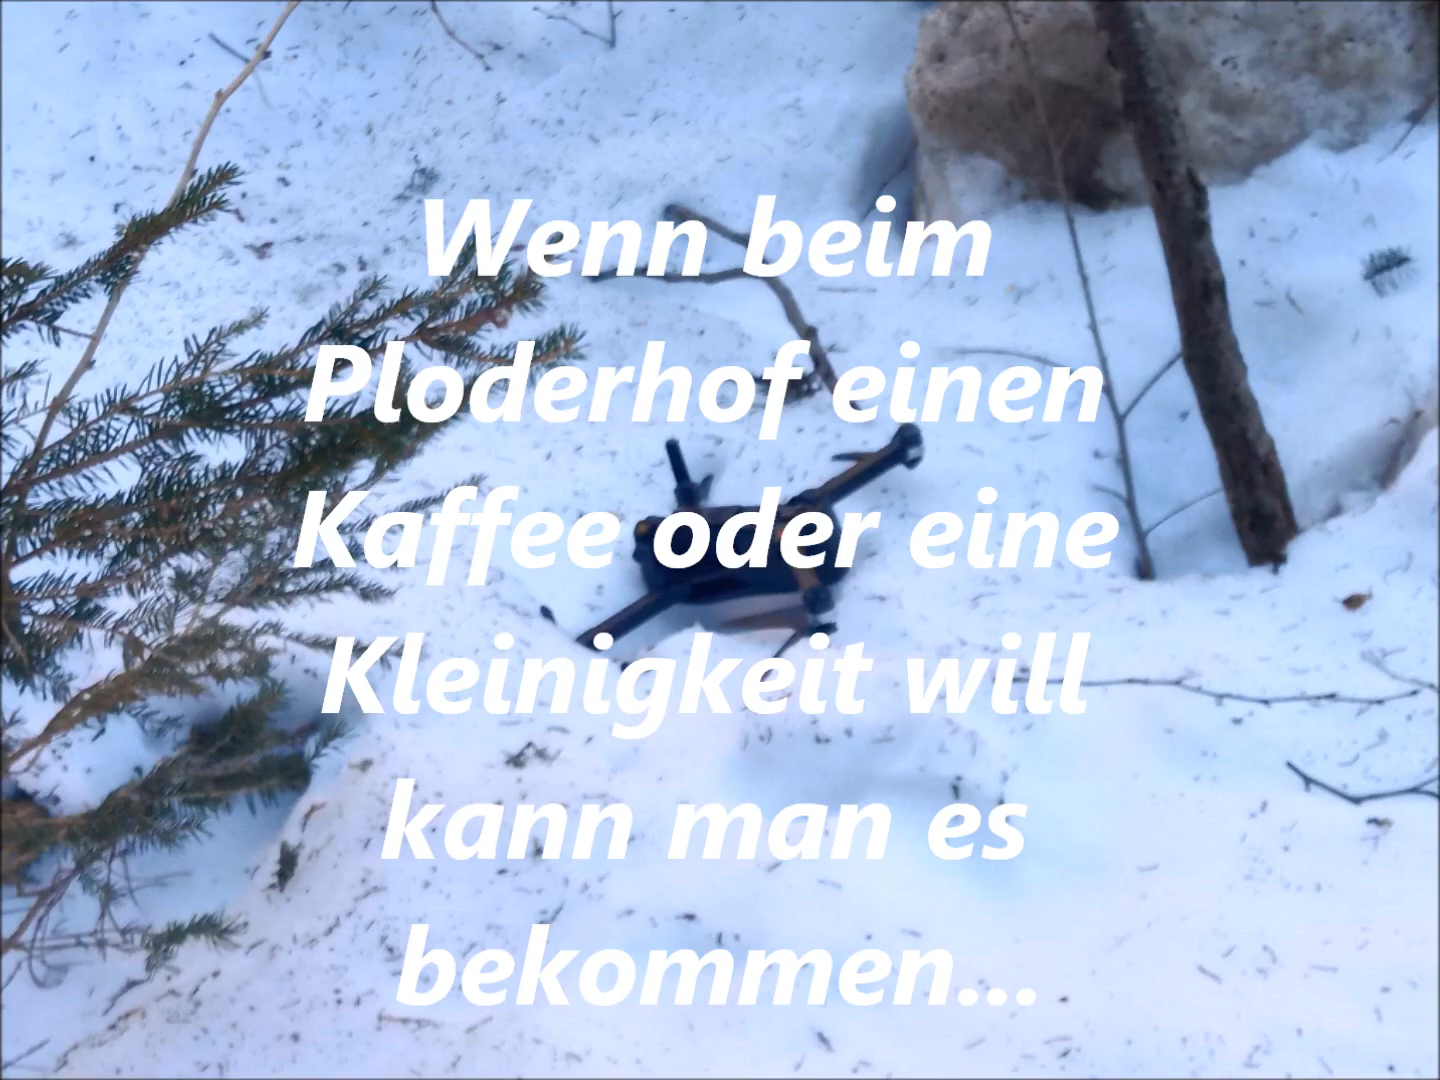 Wenn beim
Ploderhof einen
Kaffee oder eine
Kleinigkeit will
kann man es
bekommen...